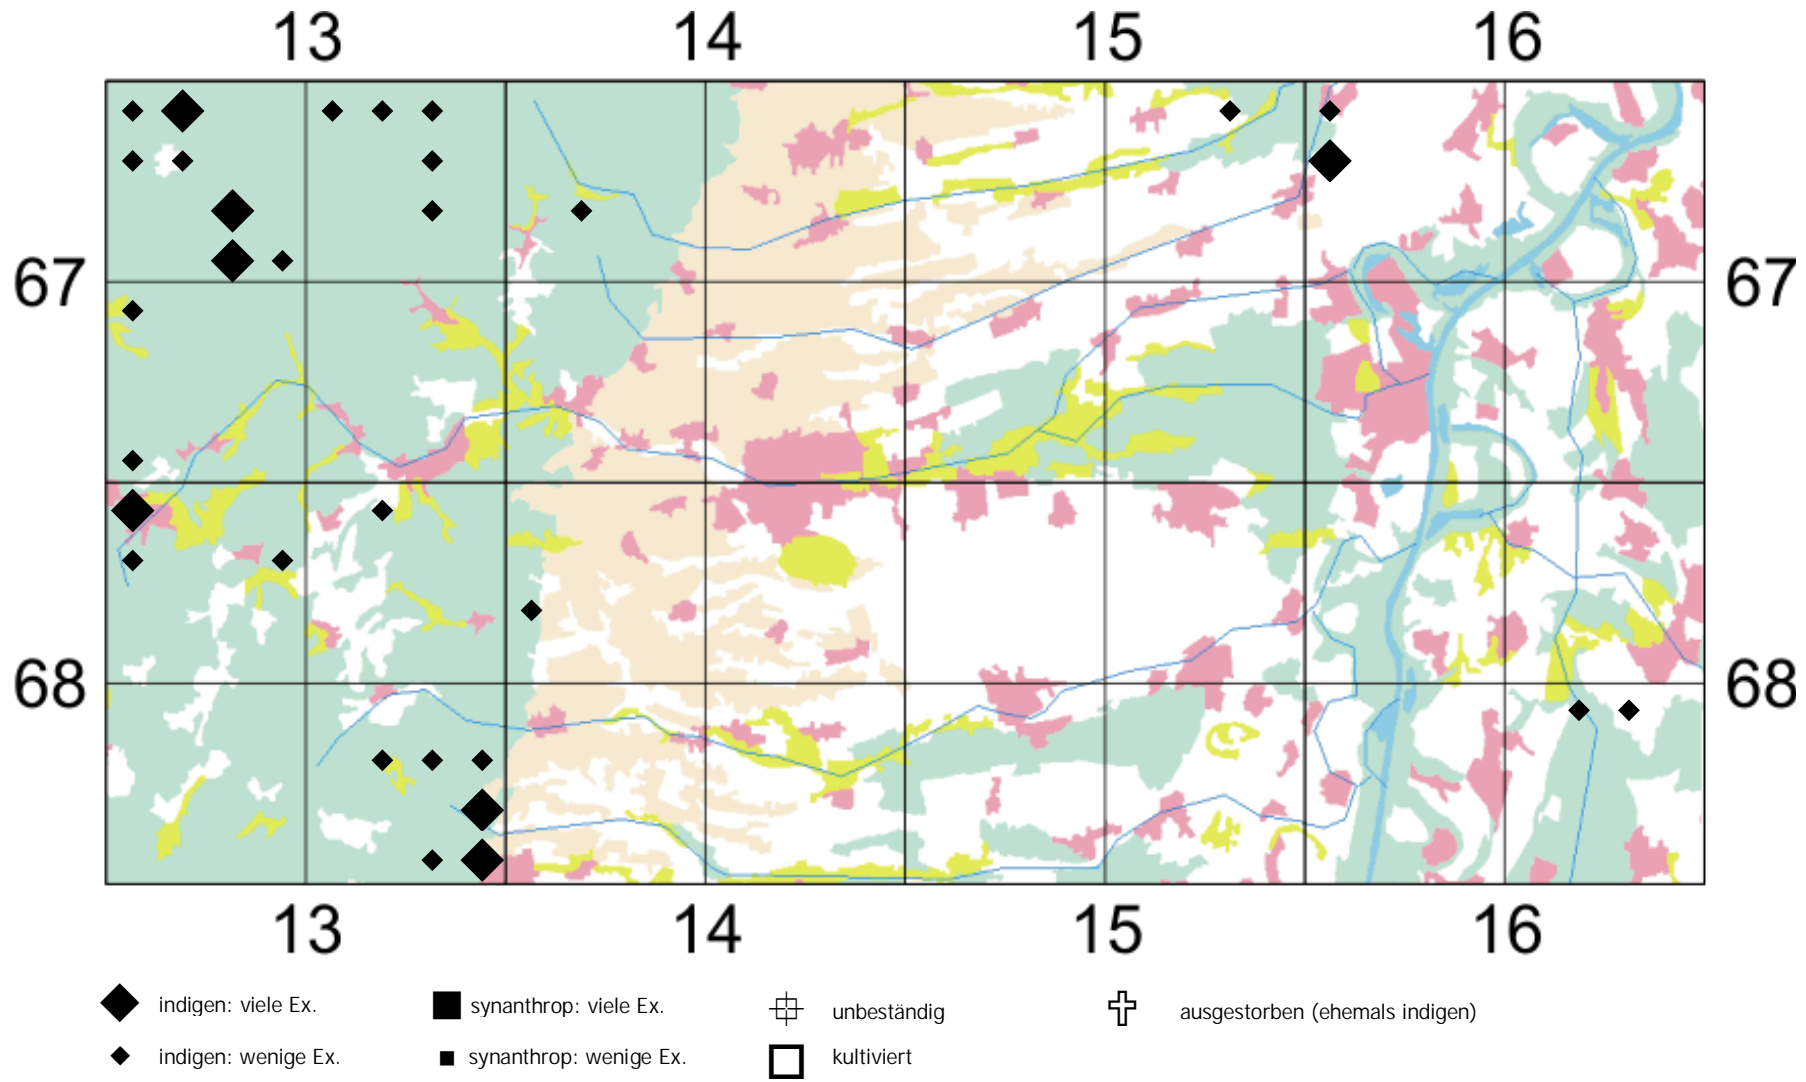 13 14 15 16
67 67
68 68
13 14 15 16
indigen: viele Ex. synanthrop: viele Ex. unbeständig ausgestorben (ehemals indigen)
indigen: wenige Ex. synanthrop: wenige Ex. kultiviert